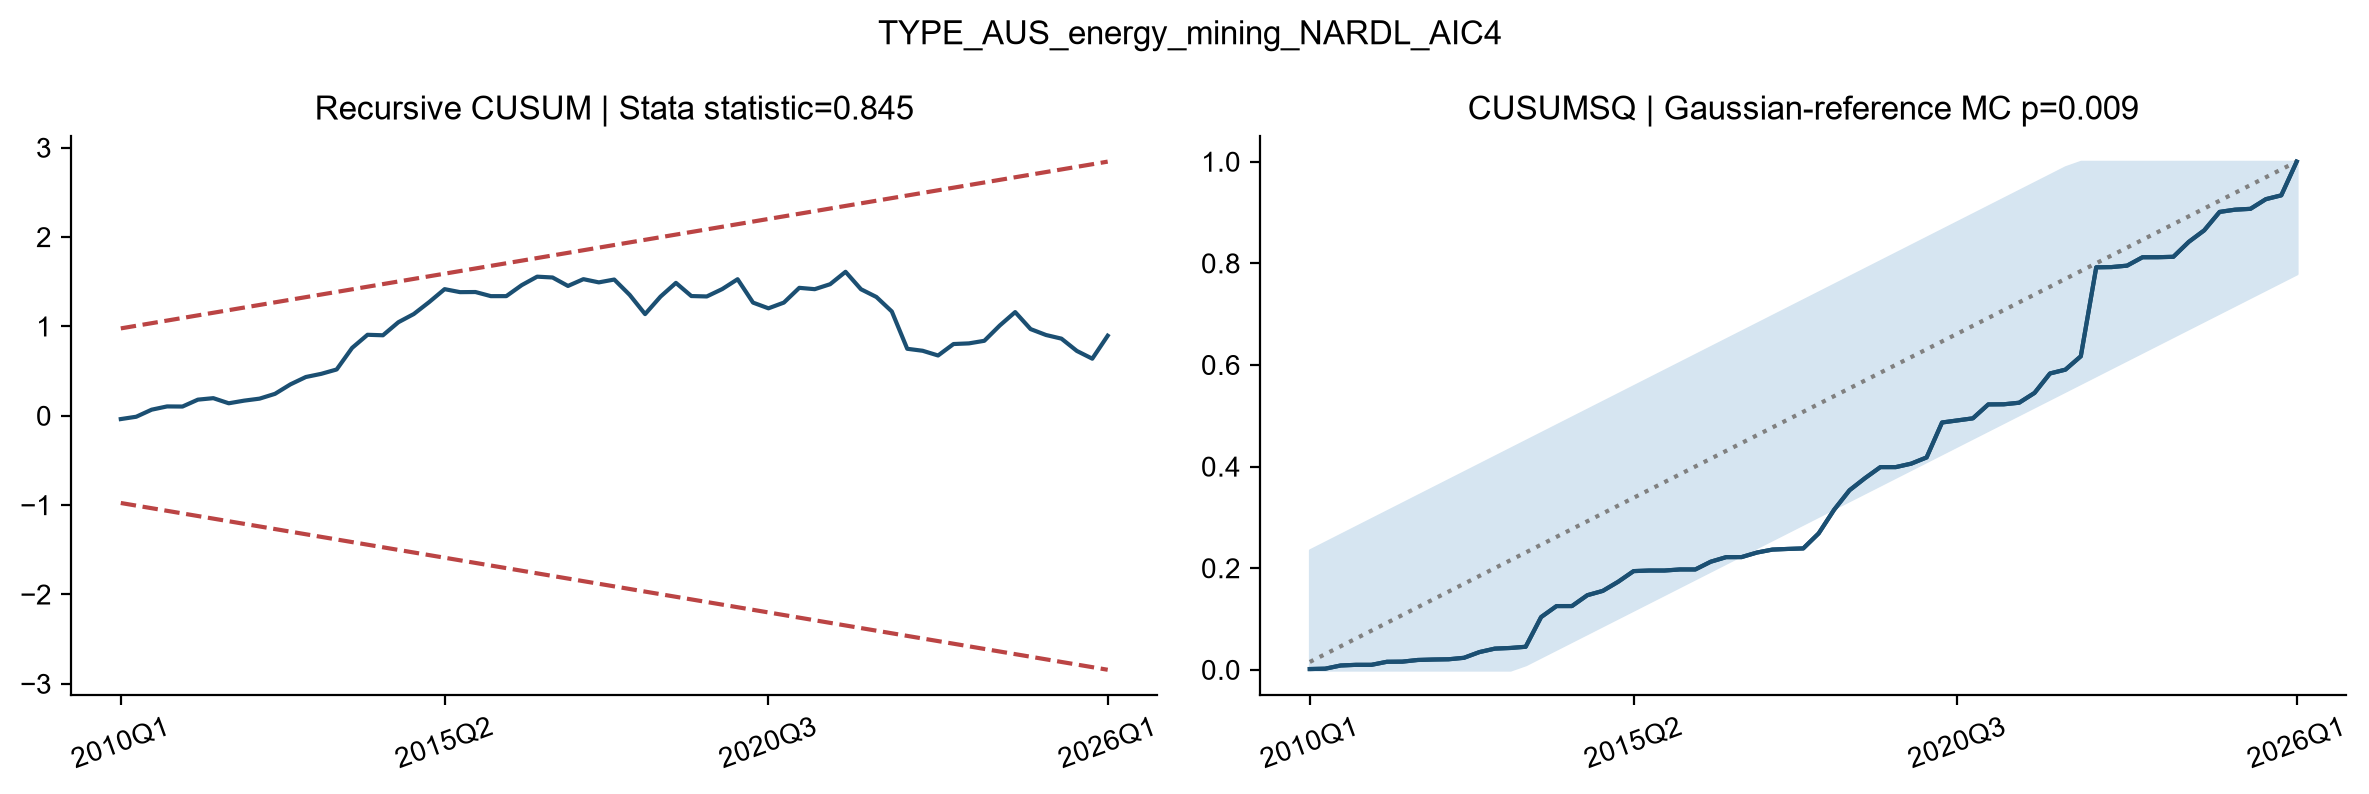 TYPE_AUS_energy_mining_NARDL_AIC4
Recursive CUSUM | Stata statistic=0.845
3
2
1
0
−1
−2
−3
2010Q1
2015Q2
2020Q3
2026Q1
CUSUMSQ | Gaussian-reference MC p=0.009
1.0
0.8
0.6
0.4
0.2
0.0
2010Q1
2015Q2
2020Q3
2026Q1